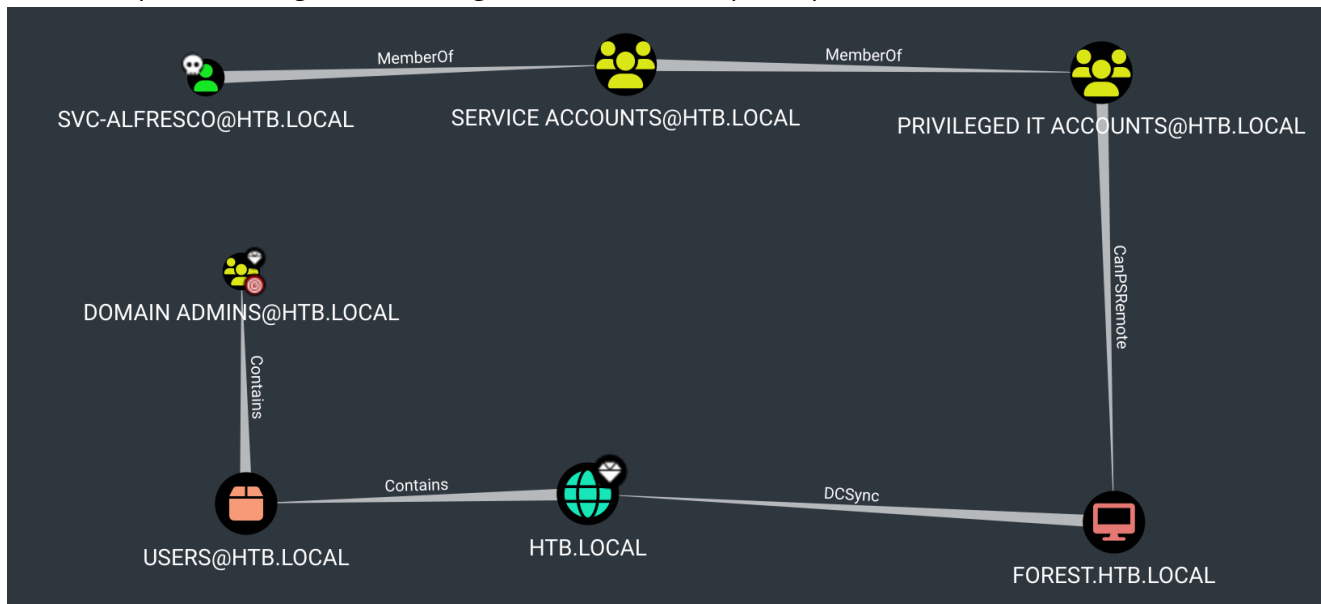 MemberOf
MemberOf
SVC-ALFRESCO@HTB.LOCAL
SERVICE ACCOUNTS@HTB.LOCAL
PRIVILEGED IT ACCOUNTS@HTB.LOCAL
CanPSRemote
DOMAIN ADMINS@HTB.LOCAL
Contains
Contains
DCSync
USERS@HTB.LOCAL
HTB.LOCAL
FOREST.HTB.LOCAL